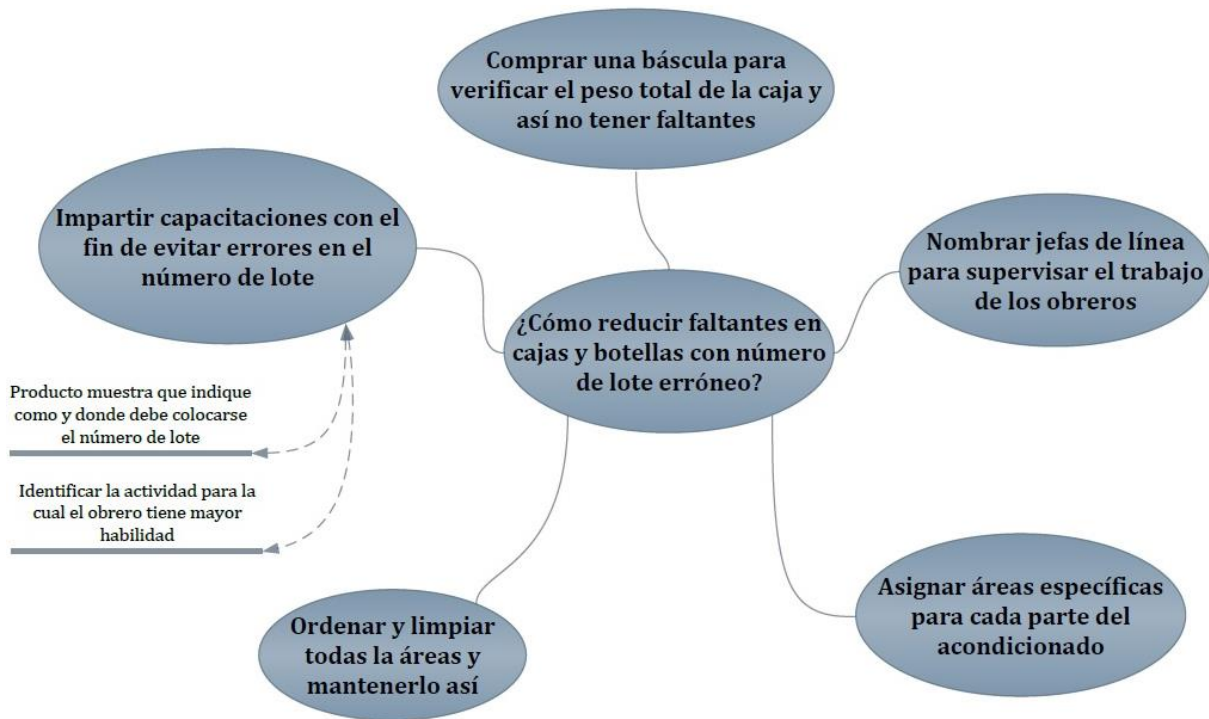 Comprar una báscula para
verificar el peso total de la caja y
así no tener faltantes
Impartir capacitaciones con el
fin de evitar errores en el
número de lote
Nombrar jefas de línea
para supervisar el trabajo
de los obreros
¿Cómo reducir faltantes en
cajas y botellas con número
de lote erróneo?
Producto muestra que indique
como y donde debe colocarse
el número de lote
Identificar la actividad para la
cual el obrero tiene mayor
habilidad
Ordenar y limpiar
todas la áreas y
mantenerlo así
Asignar áreas específicas
para cada parte del
acondicionado